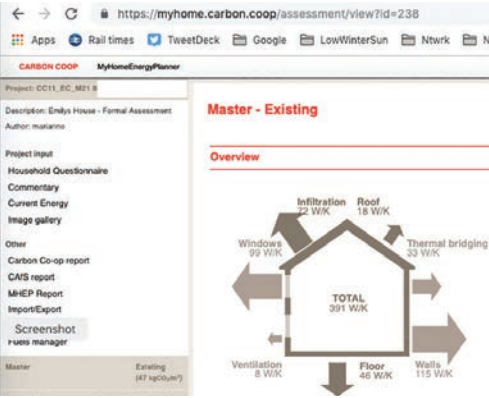 https://myhome.carbon.coop/assessment/view?id=238
Apps Rail times TweetDeck Google LowWinterSun Ntwrk N
CARBON COOP MyHomeEnergyPlanner
Project: CC11_EC_M21 8
Description: Emilys House - Formal Assessment
Author: marianne
Project input
Household Questionnaire
Commentary
Current Energy
Image gallery
Other
Carbon Co-op report
CAfS report
MHEP Report
Import/Export
Screenshot
Fuels manager
Master Existing
(47 kgCO₂/m²)
Master - Existing
Overview
Infiltration
72 W/K
Roof
18 W/K
Windows
99 W/K
Thermal bridging
33 W/K
TOTAL
391 W/K
Ventilation
8 W/K
Floor
46 W/K
Walls
115 W/K